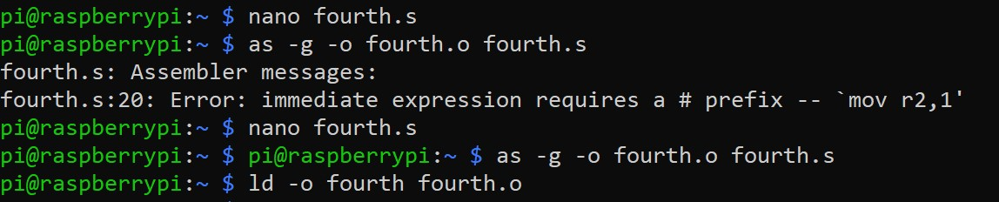 pi@raspberrypi:~ $ nano fourth.s
pi@raspberrypi:~ $ as -g -o fourth.o fourth.s
fourth.s: Assembler messages:
fourth.s:20: Error: immediate expression requires a # prefix -- `mov r2,1'
pi@raspberrypi:~ $ nano fourth.s
pi@raspberrypi:~ $ pi@raspberrypi:~ $ as -g -o fourth.o fourth.s
pi@raspberrypi:~ $ ld -o fourth fourth.o